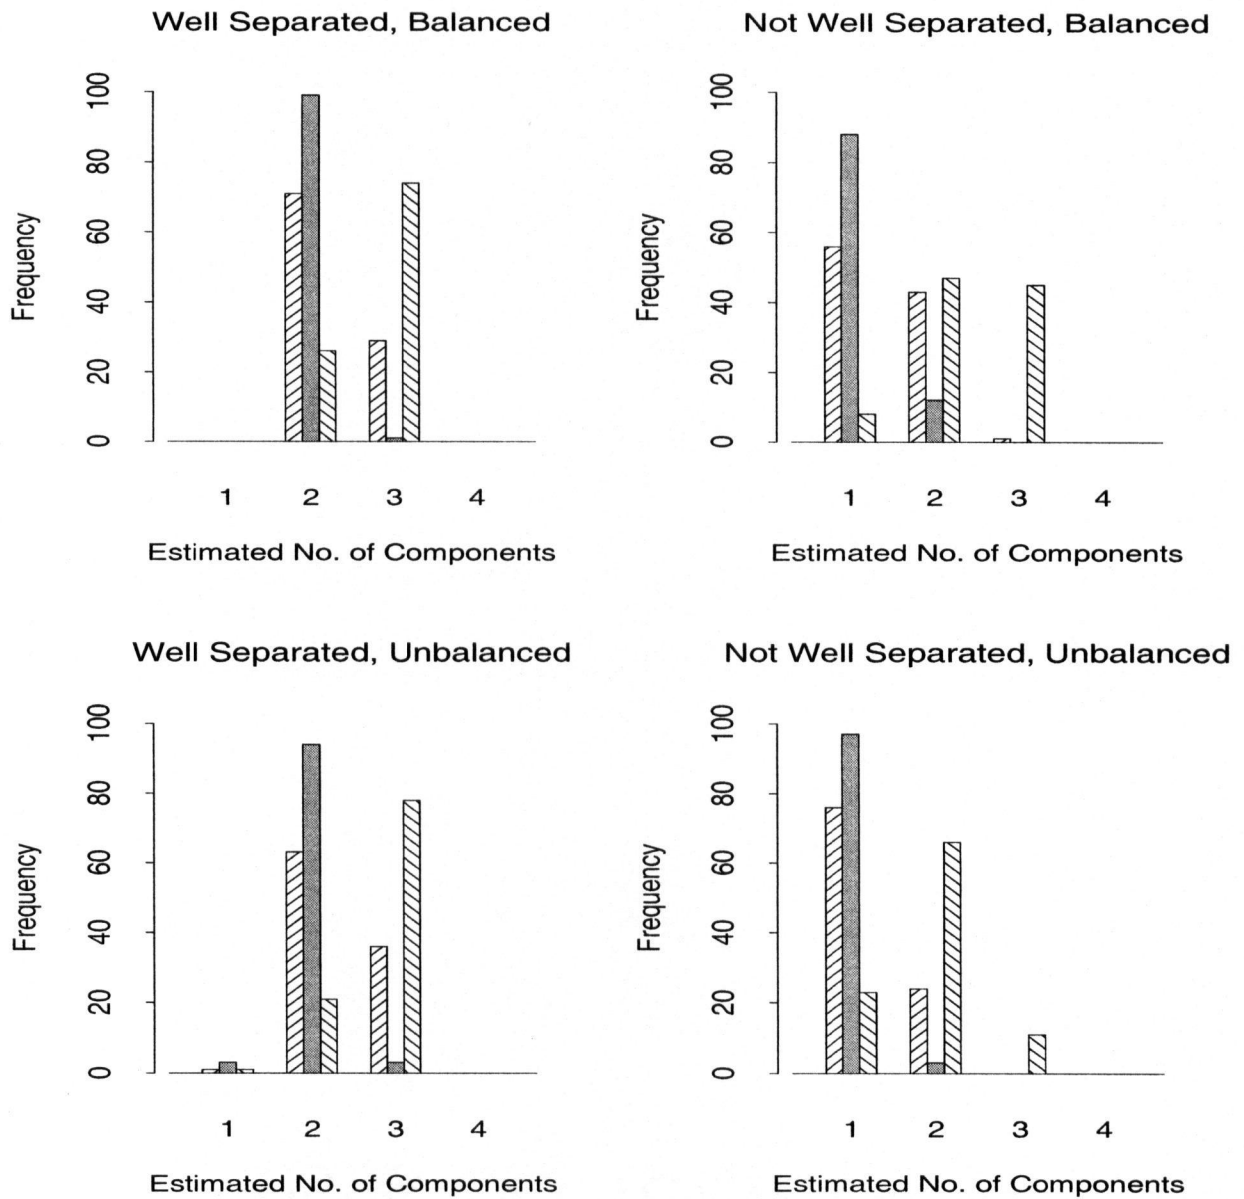 Well Separated, Balanced
Frequency
0 20 40 60 80 100
1 2 3 4
Estimated No. of Components
Not Well Separated, Balanced
Frequency
0 20 40 60 80 100
1 2 3 4
Estimated No. of Components
Well Separated, Unbalanced
Frequency
0 20 40 60 80 100
1 2 3 4
Estimated No. of Components
Not Well Separated, Unbalanced
Frequency
0 20 40 60 80 100
1 2 3 4
Estimated No. of Components